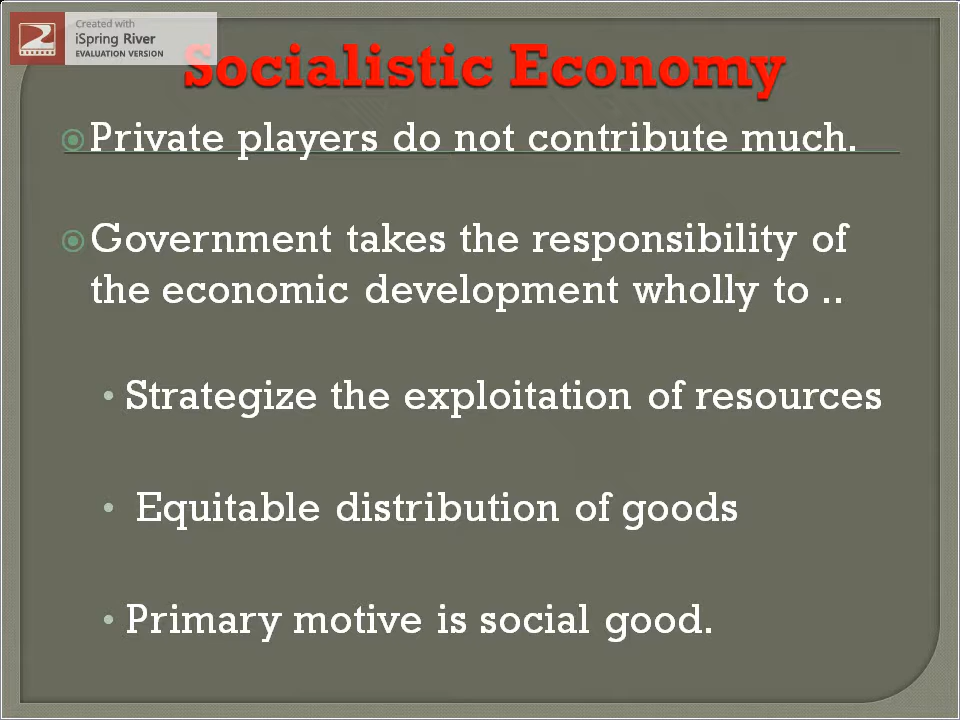 Created with
iSpring River
EVALUATION VERSION
Socialistic Economy
Private players do not contribute much.
Government takes the responsibility of
the economic development wholly to ..
• Strategize the exploitation of resources
• Equitable distribution of goods
• Primary motive is social good.